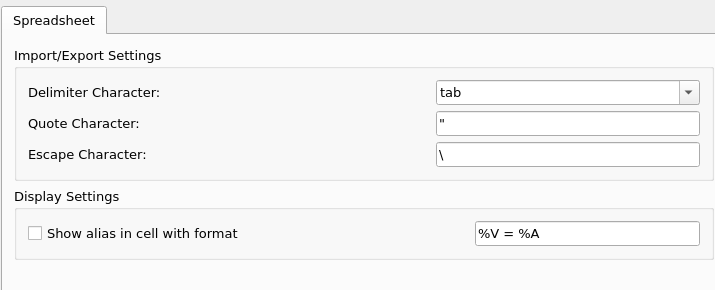 Spreadsheet
Import/Export Settings
Delimiter Character: tab
Quote Character: "
Escape Character: \
Display Settings
Show alias in cell with format %V = %A